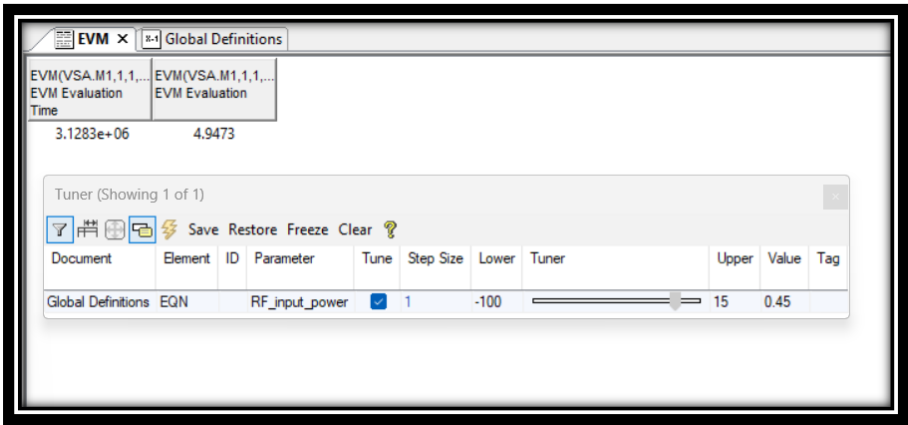 EVM × Global Definitions
EVM(VSA.M1,1,1,... EVM(VSA.M1,1,1,...
EVM Evaluation EVM Evaluation
Time
3.1283e+06 4.9473
Tuner (Showing 1 of 1)
Save Restore Freeze Clear ?
Document Element ID Parameter Tune Step Size Lower Tuner Upper Value Tag
Global Definitions EQN RF_input_power 1 -100 15 0.45